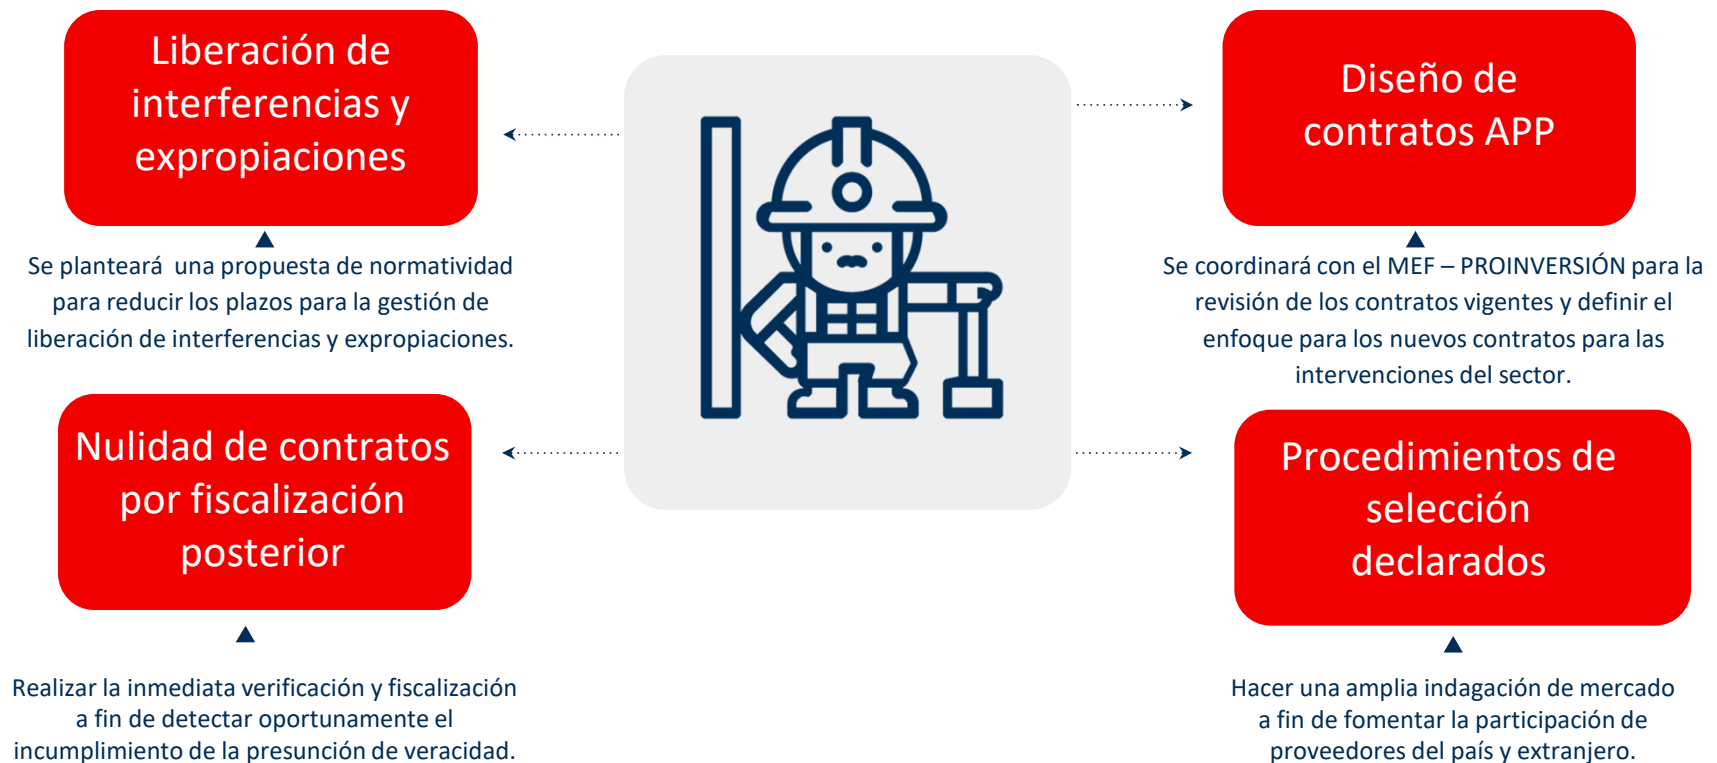 Liberación de
interferencias y
expropiaciones
Se planteará una propuesta de normatividad
para reducir los plazos para la gestión de
liberación de interferencias y expropiaciones.
Diseño de
contratos APP
Se coordinará con el MEF – PROINVERSIÓN para la
revisión de los contratos vigentes y definir el
enfoque para los nuevos contratos para las
intervenciones del sector.
Nulidad de contratos
por fiscalización
posterior
Realizar la inmediata verificación y fiscalización
a fin de detectar oportunamente el
incumplimiento de la presunción de veracidad.
Procedimientos de
selección
declarados
Hacer una amplia indagación de mercado
a fin de fomentar la participación de
proveedores del país y extranjero.